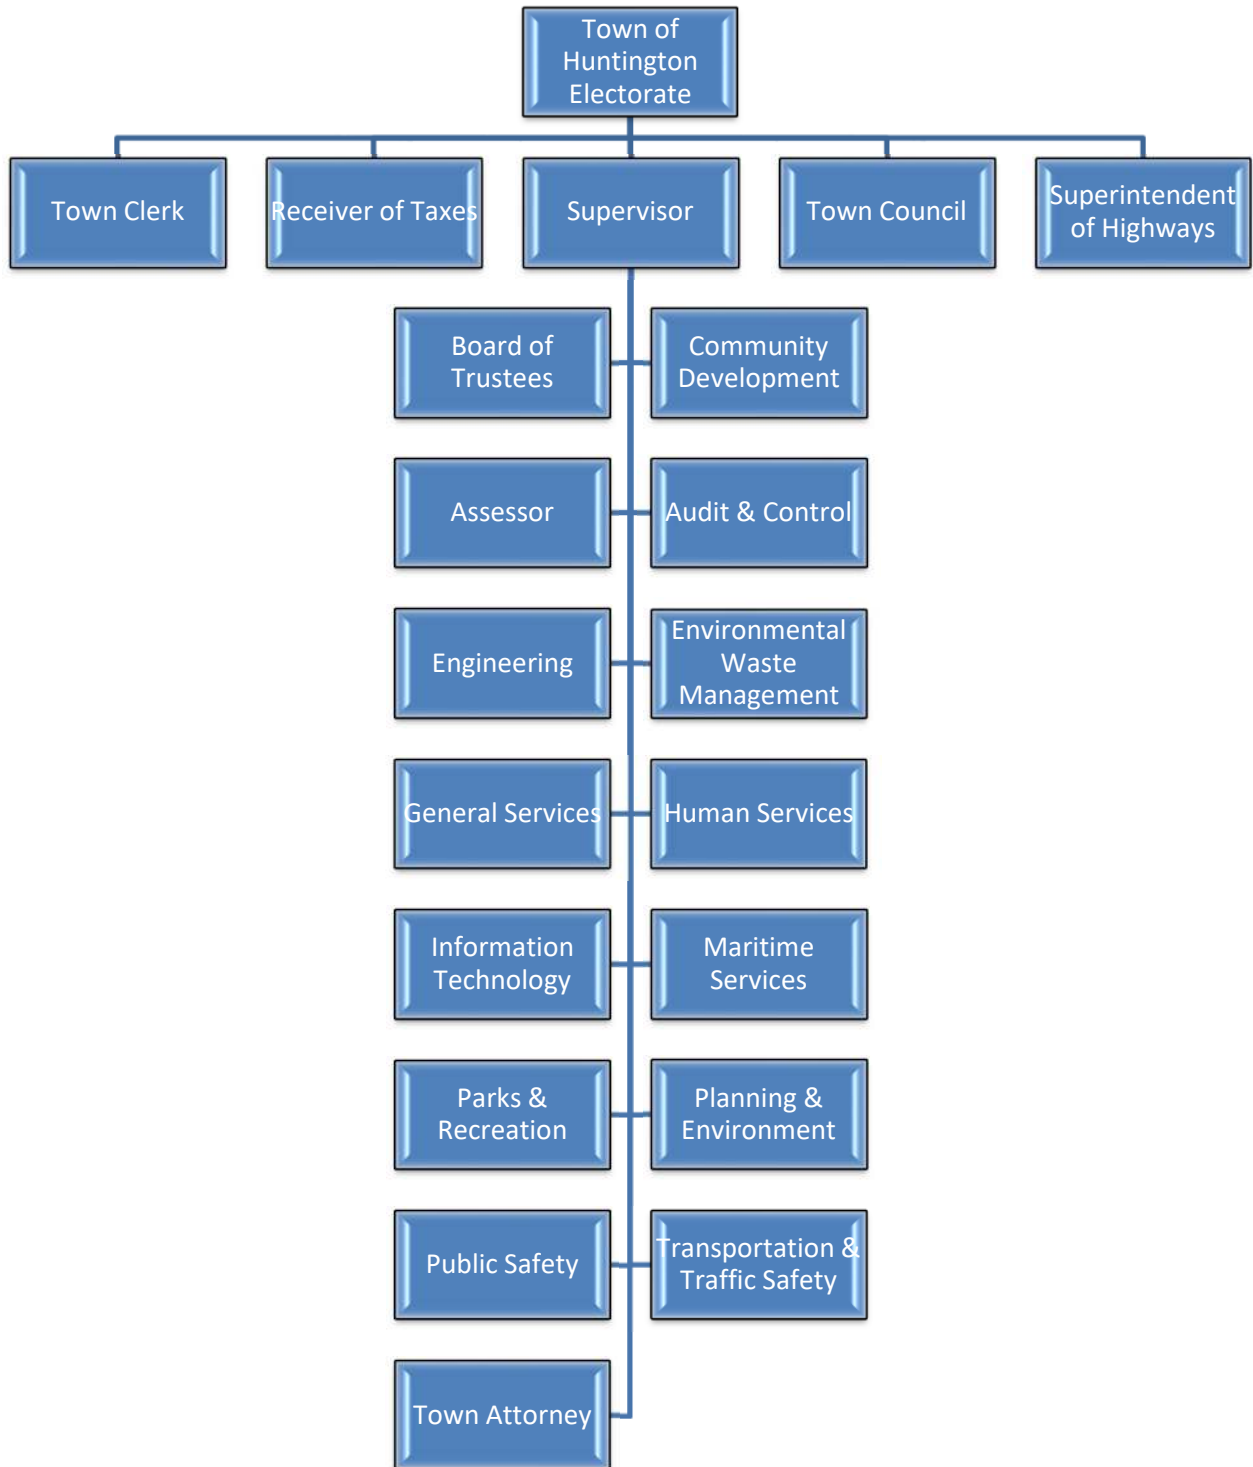 Town of
Huntington
Electorate
Town Clerk
Receiver of Taxes
Supervisor
Town Council
Superintendent
of Highways
Board of
Trustees
Community
Development
Assessor
Audit & Control
Engineering
Environmental
Waste
Management
General Services
Human Services
Information
Technology
Maritime
Services
Parks &
Recreation
Planning &
Environment
Public Safety
Transportation &
Traffic Safety
Town Attorney